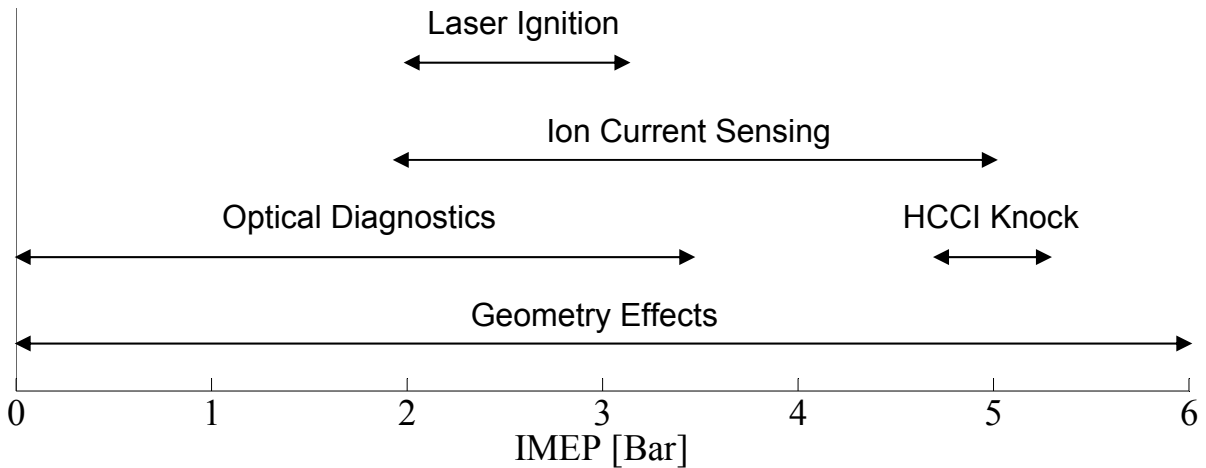 Laser Ignition
Ion Current Sensing
Optical Diagnostics HCCI Knock
Geometry Effects
0 1 2 3 4 5 6
IMEP [Bar]